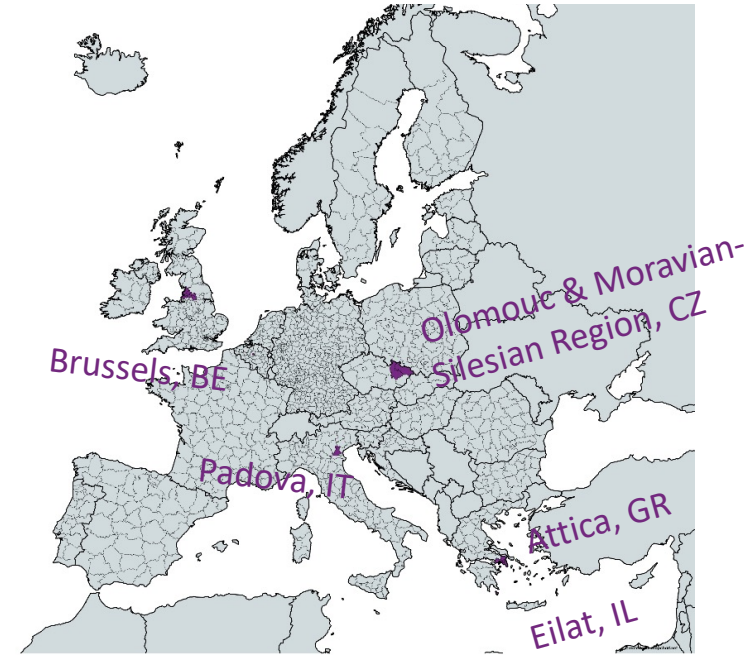 Olomouc & Moravian-
Silesian Region, CZ
Brussels, BE
Padova, IT
Attica, GR
Eilat, IL